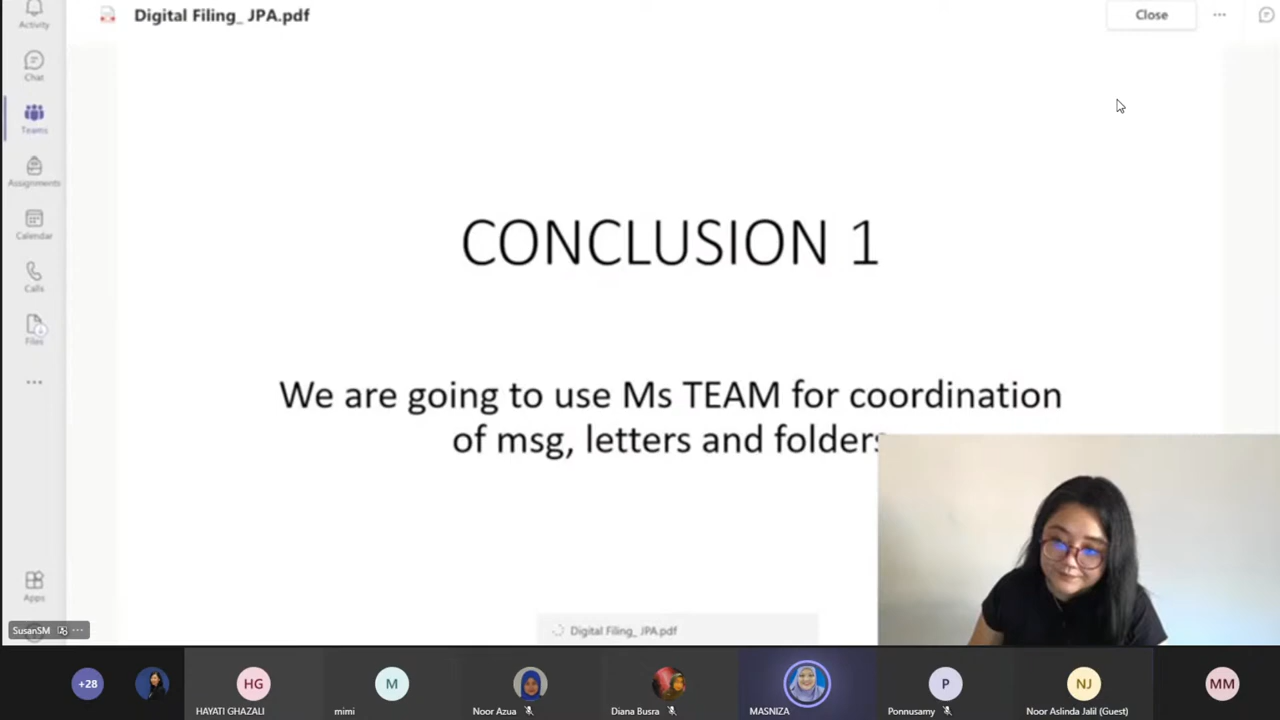 Activity
Digital Filing_ JPA.pdf
Close
Chat
Teams
Assignments
Calendar
Calls
Files
Apps
CONCLUSION 1
We are going to use Ms TEAM for coordination
of msg, letters and folders
Digital Filing_ JPA.pdf
SusanSM
+28
HG
HAYATI GHAZALI
M
mimi
Noor Azua
Diana Busra
MASNIZA
P
Ponnusamy
NJ
Noor Aslinda Jalil (Guest)
MM